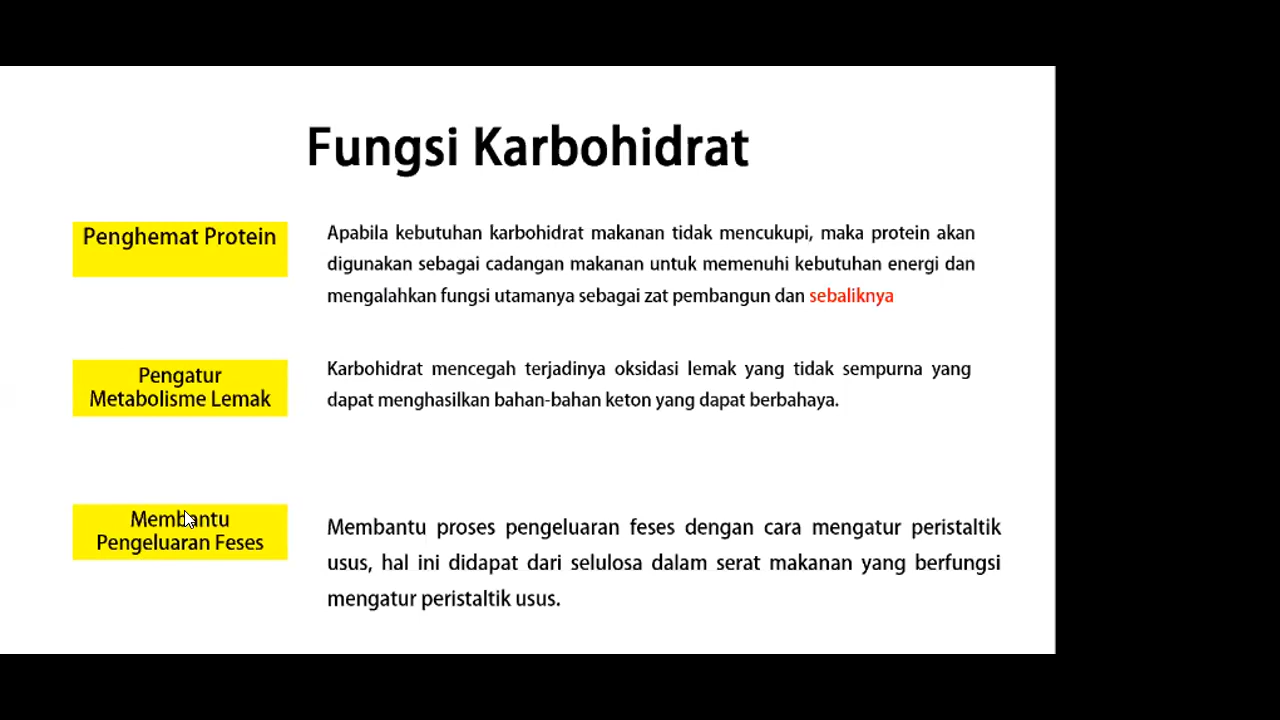 Fungsi Karbohidrat
Penghemat Protein
Apabila kebutuhan karbohidrat makanan tidak mencukupi, maka protein akan
digunakan sebagai cadangan makanan untuk memenuhi kebutuhan energi dan
mengalahkan fungsi utamanya sebagai zat pembangun dan sebaliknya
Pengatur
Metabolisme Lemak
Karbohidrat mencegah terjadinya oksidasi lemak yang tidak sempurna yang
dapat menghasilkan bahan-bahan keton yang dapat berbahaya.
Membantu
Pengeluaran Feses
Membantu proses pengeluaran feses dengan cara mengatur peristaltik
usus, hal ini didapat dari selulosa dalam serat makanan yang berfungsi
mengatur peristaltik usus.